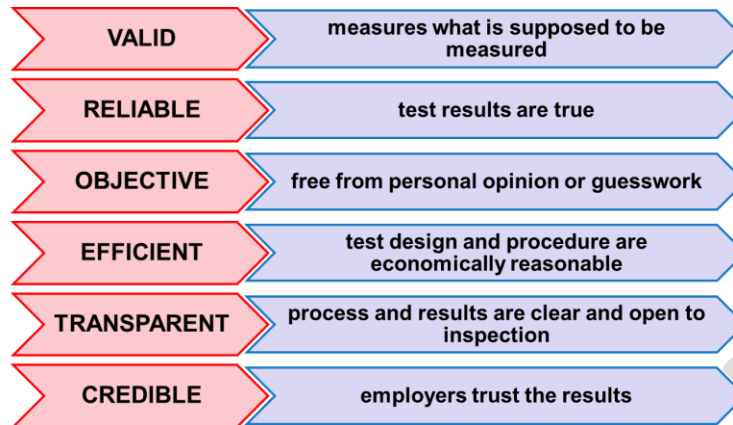 VALID
measures what is supposed to be
measured
RELIABLE
test results are true
OBJECTIVE
free from personal opinion or guesswork
EFFICIENT
test design and procedure are
economically reasonable
TRANSPARENT
process and results are clear and open to
inspection
CREDIBLE
employers trust the results